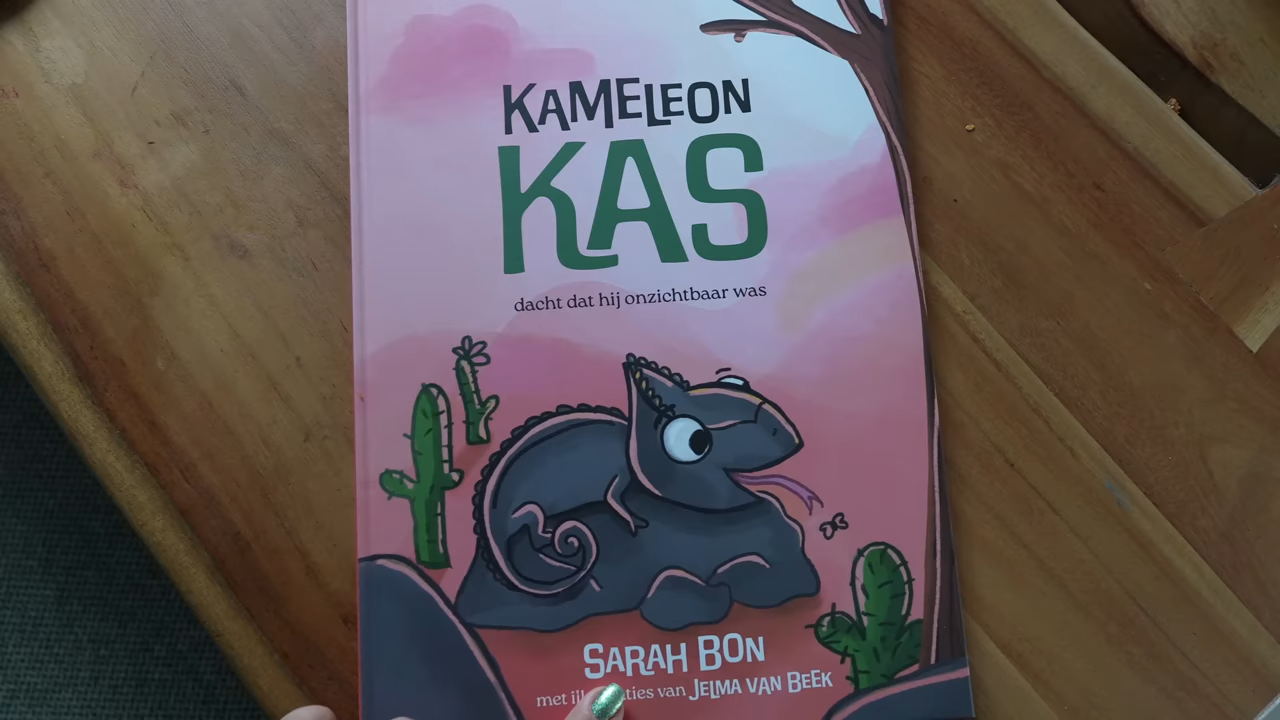 KAMELEON
KAS
dacht dat hij onzichtbaar was
SARAH BON
met van JELMA VAN BEEK